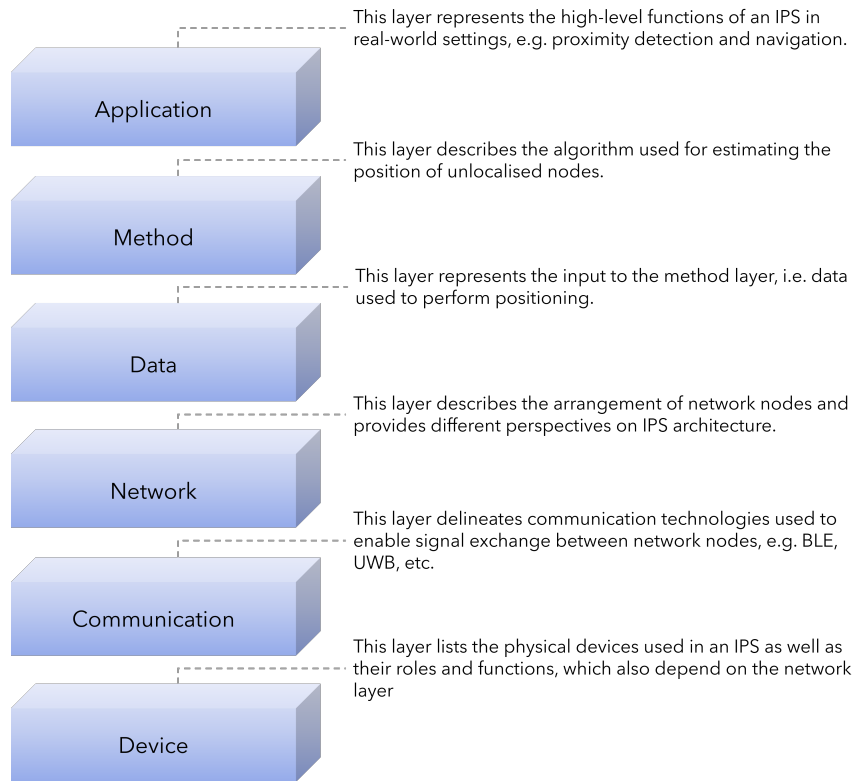 This layer represents the high-level functions of an IPS in
real-world settings, e.g. proximity detection and navigation.
Application
This layer describes the algorithm used for estimating the
position of unlocalised nodes.
Method
This layer represents the input to the method layer, i.e. data
used to perform positioning.
Data
This layer describes the arrangement of network nodes and
provides different perspectives on IPS architecture.
Network
This layer delineates communication technologies used to
enable signal exchange between network nodes, e.g. BLE,
UWB, etc.
Communication
This layer lists the physical devices used in an IPS as well as
their roles and functions, which also depend on the network
layer
Device